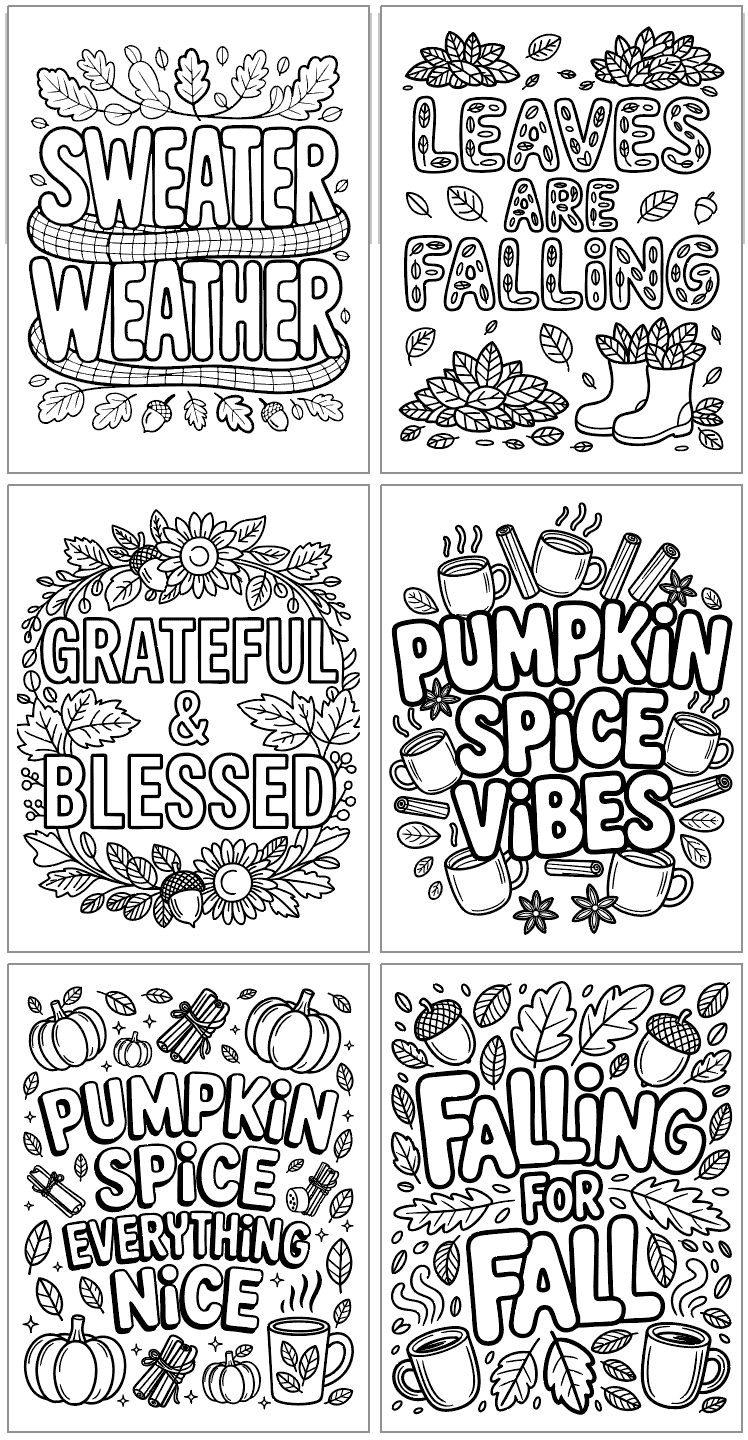 SWEATER
WEATHER
LEAVES
ARE
FALLiNG
GRATEFUL
&
BLESSED
PUMPKiN
SPiCE
ViBES
PUMPKiN
SPiCE
EVERYTHiNG
NiCE
FALLiNG
FOR
FALL